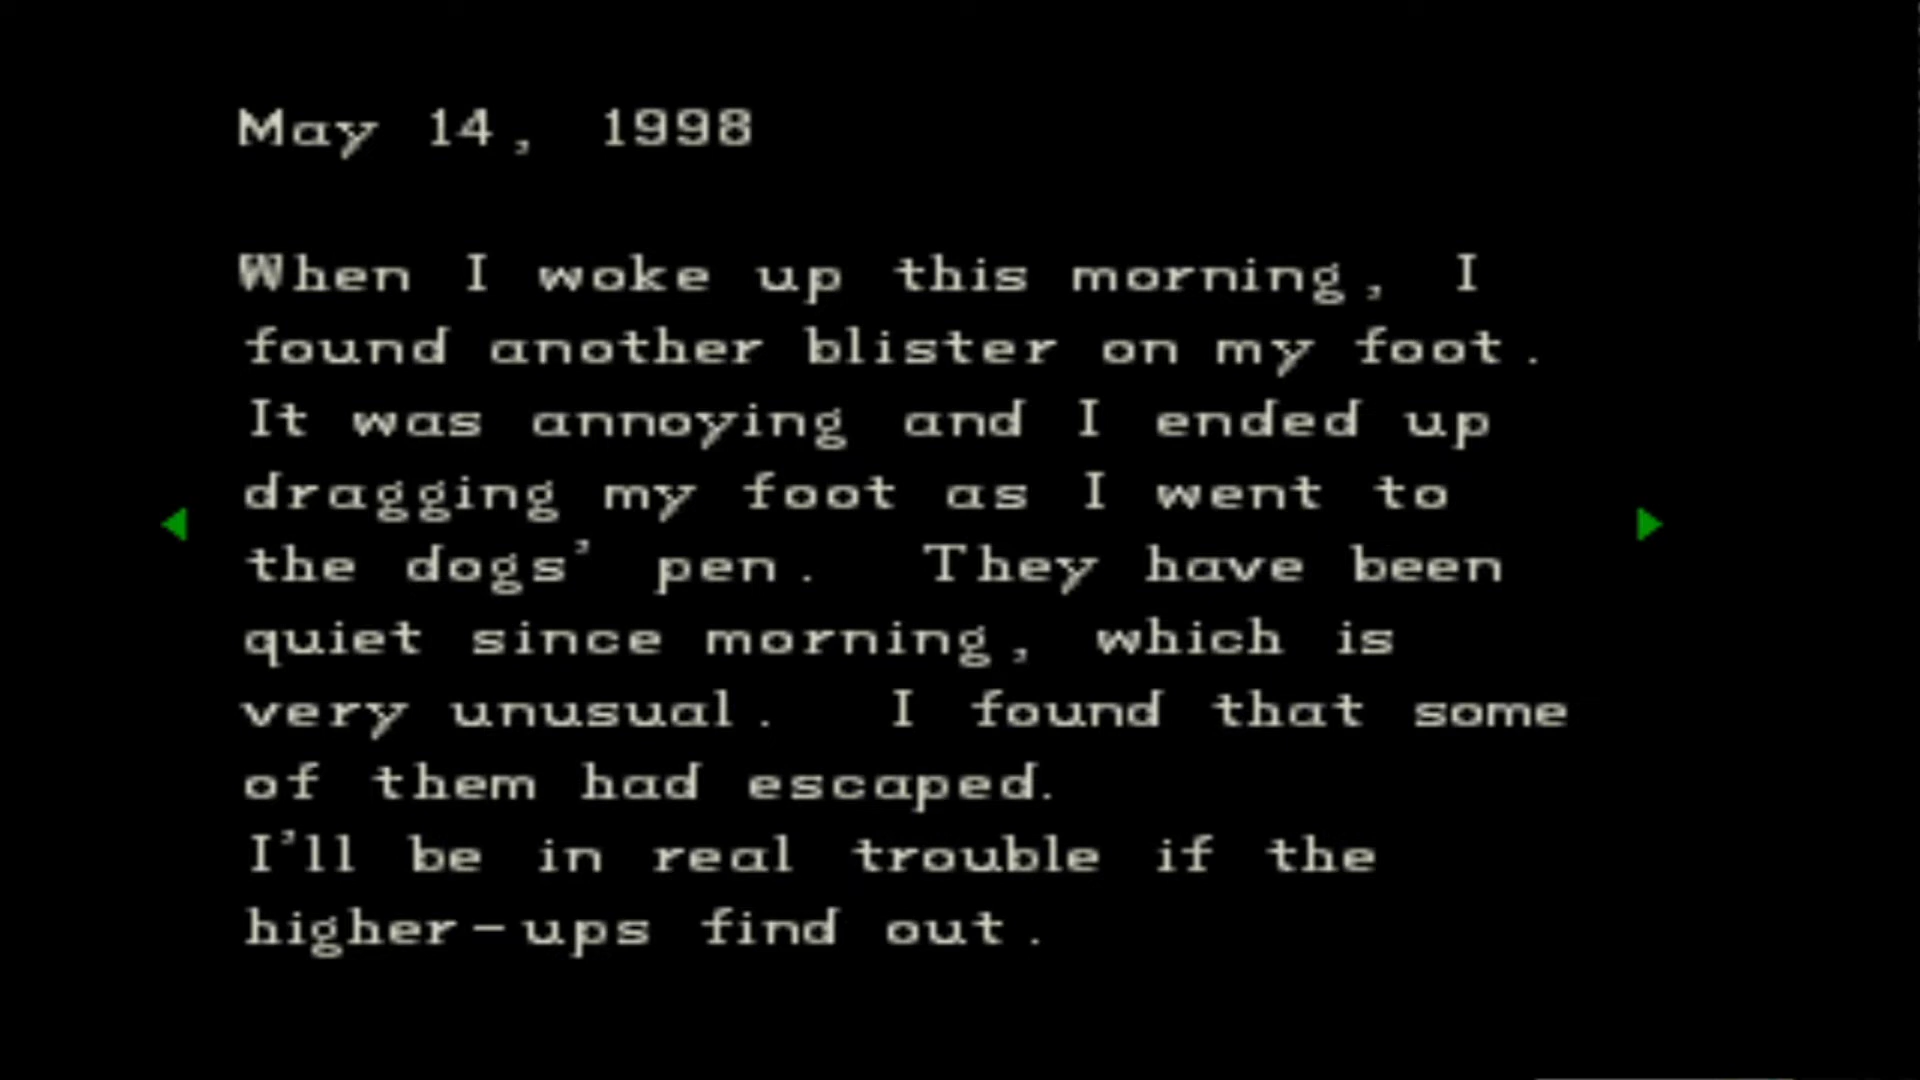 May 14, 1998
When I woke up this morning, I
found another blister on my foot.
It was annoying and I ended up
dragging my foot as I went to
the dogs' pen.  They have been
quiet since morning, which is
very unusual.  I found that some
of them had escaped.
I'll be in real trouble if the
higher-ups find out.